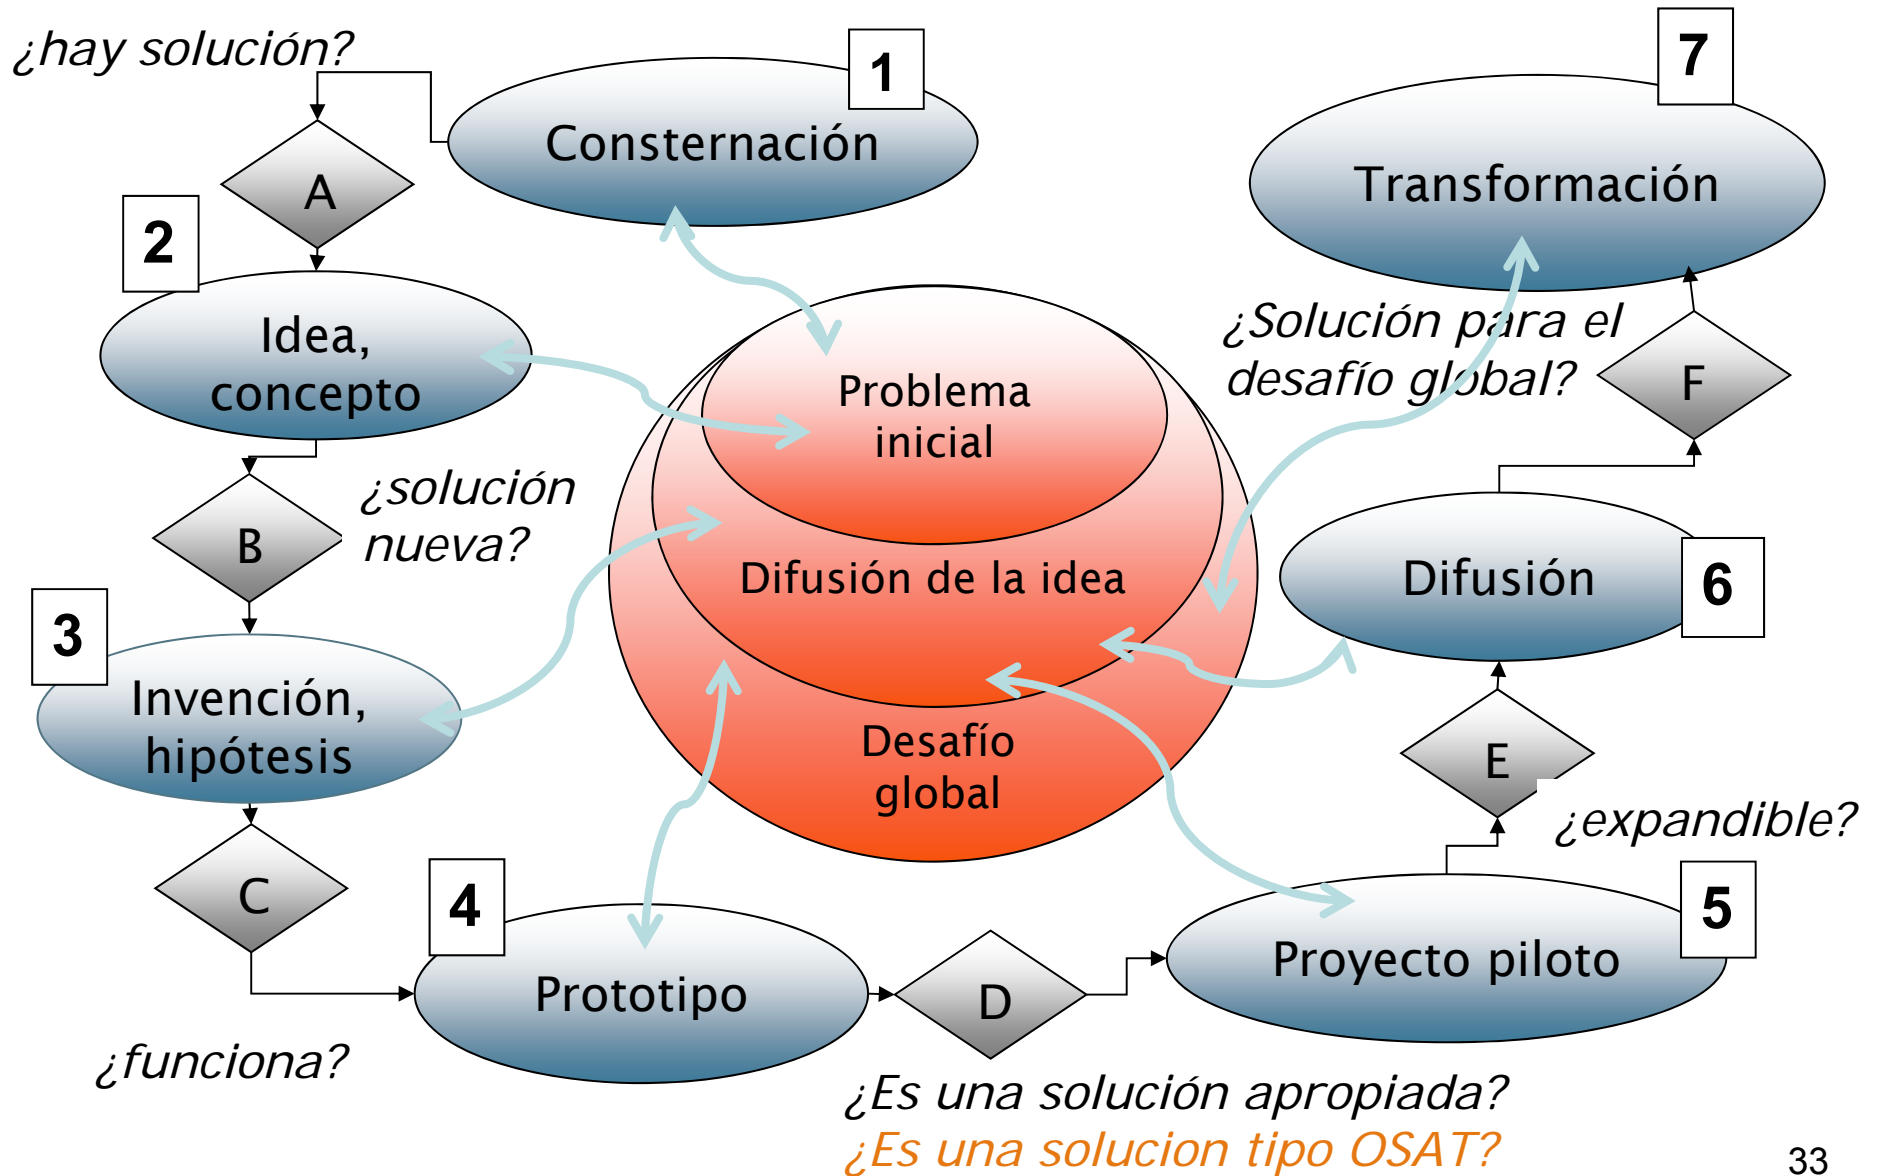 ¿hay solución?
1
Consternación
A
2
Idea,
concepto
B
¿solución
nueva?
3
Invención,
hipótesis
C
¿funciona?
4
Prototipo
D
¿Es una solución apropiada?
¿Es una solucion tipo OSAT?
5
Proyecto piloto
E
¿expandible?
6
Difusión
F
¿Solución para el
desafío global?
7
Transformación
Problema
inicial
Difusión de la idea
Desafío
global
33